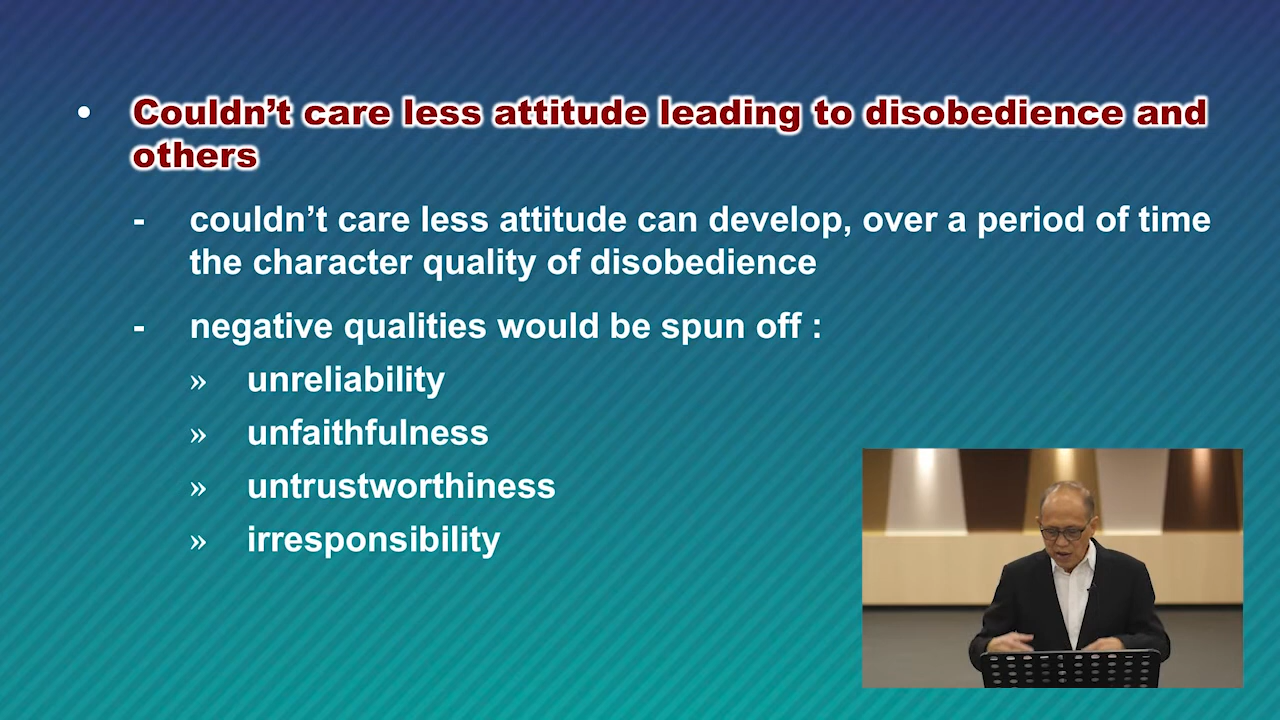 • Couldn’t care less attitude leading to disobedience and
others
- couldn’t care less attitude can develop, over a period of time
the character quality of disobedience
- negative qualities would be spun off :
» unreliability
» unfaithfulness
» untrustworthiness
» irresponsibility